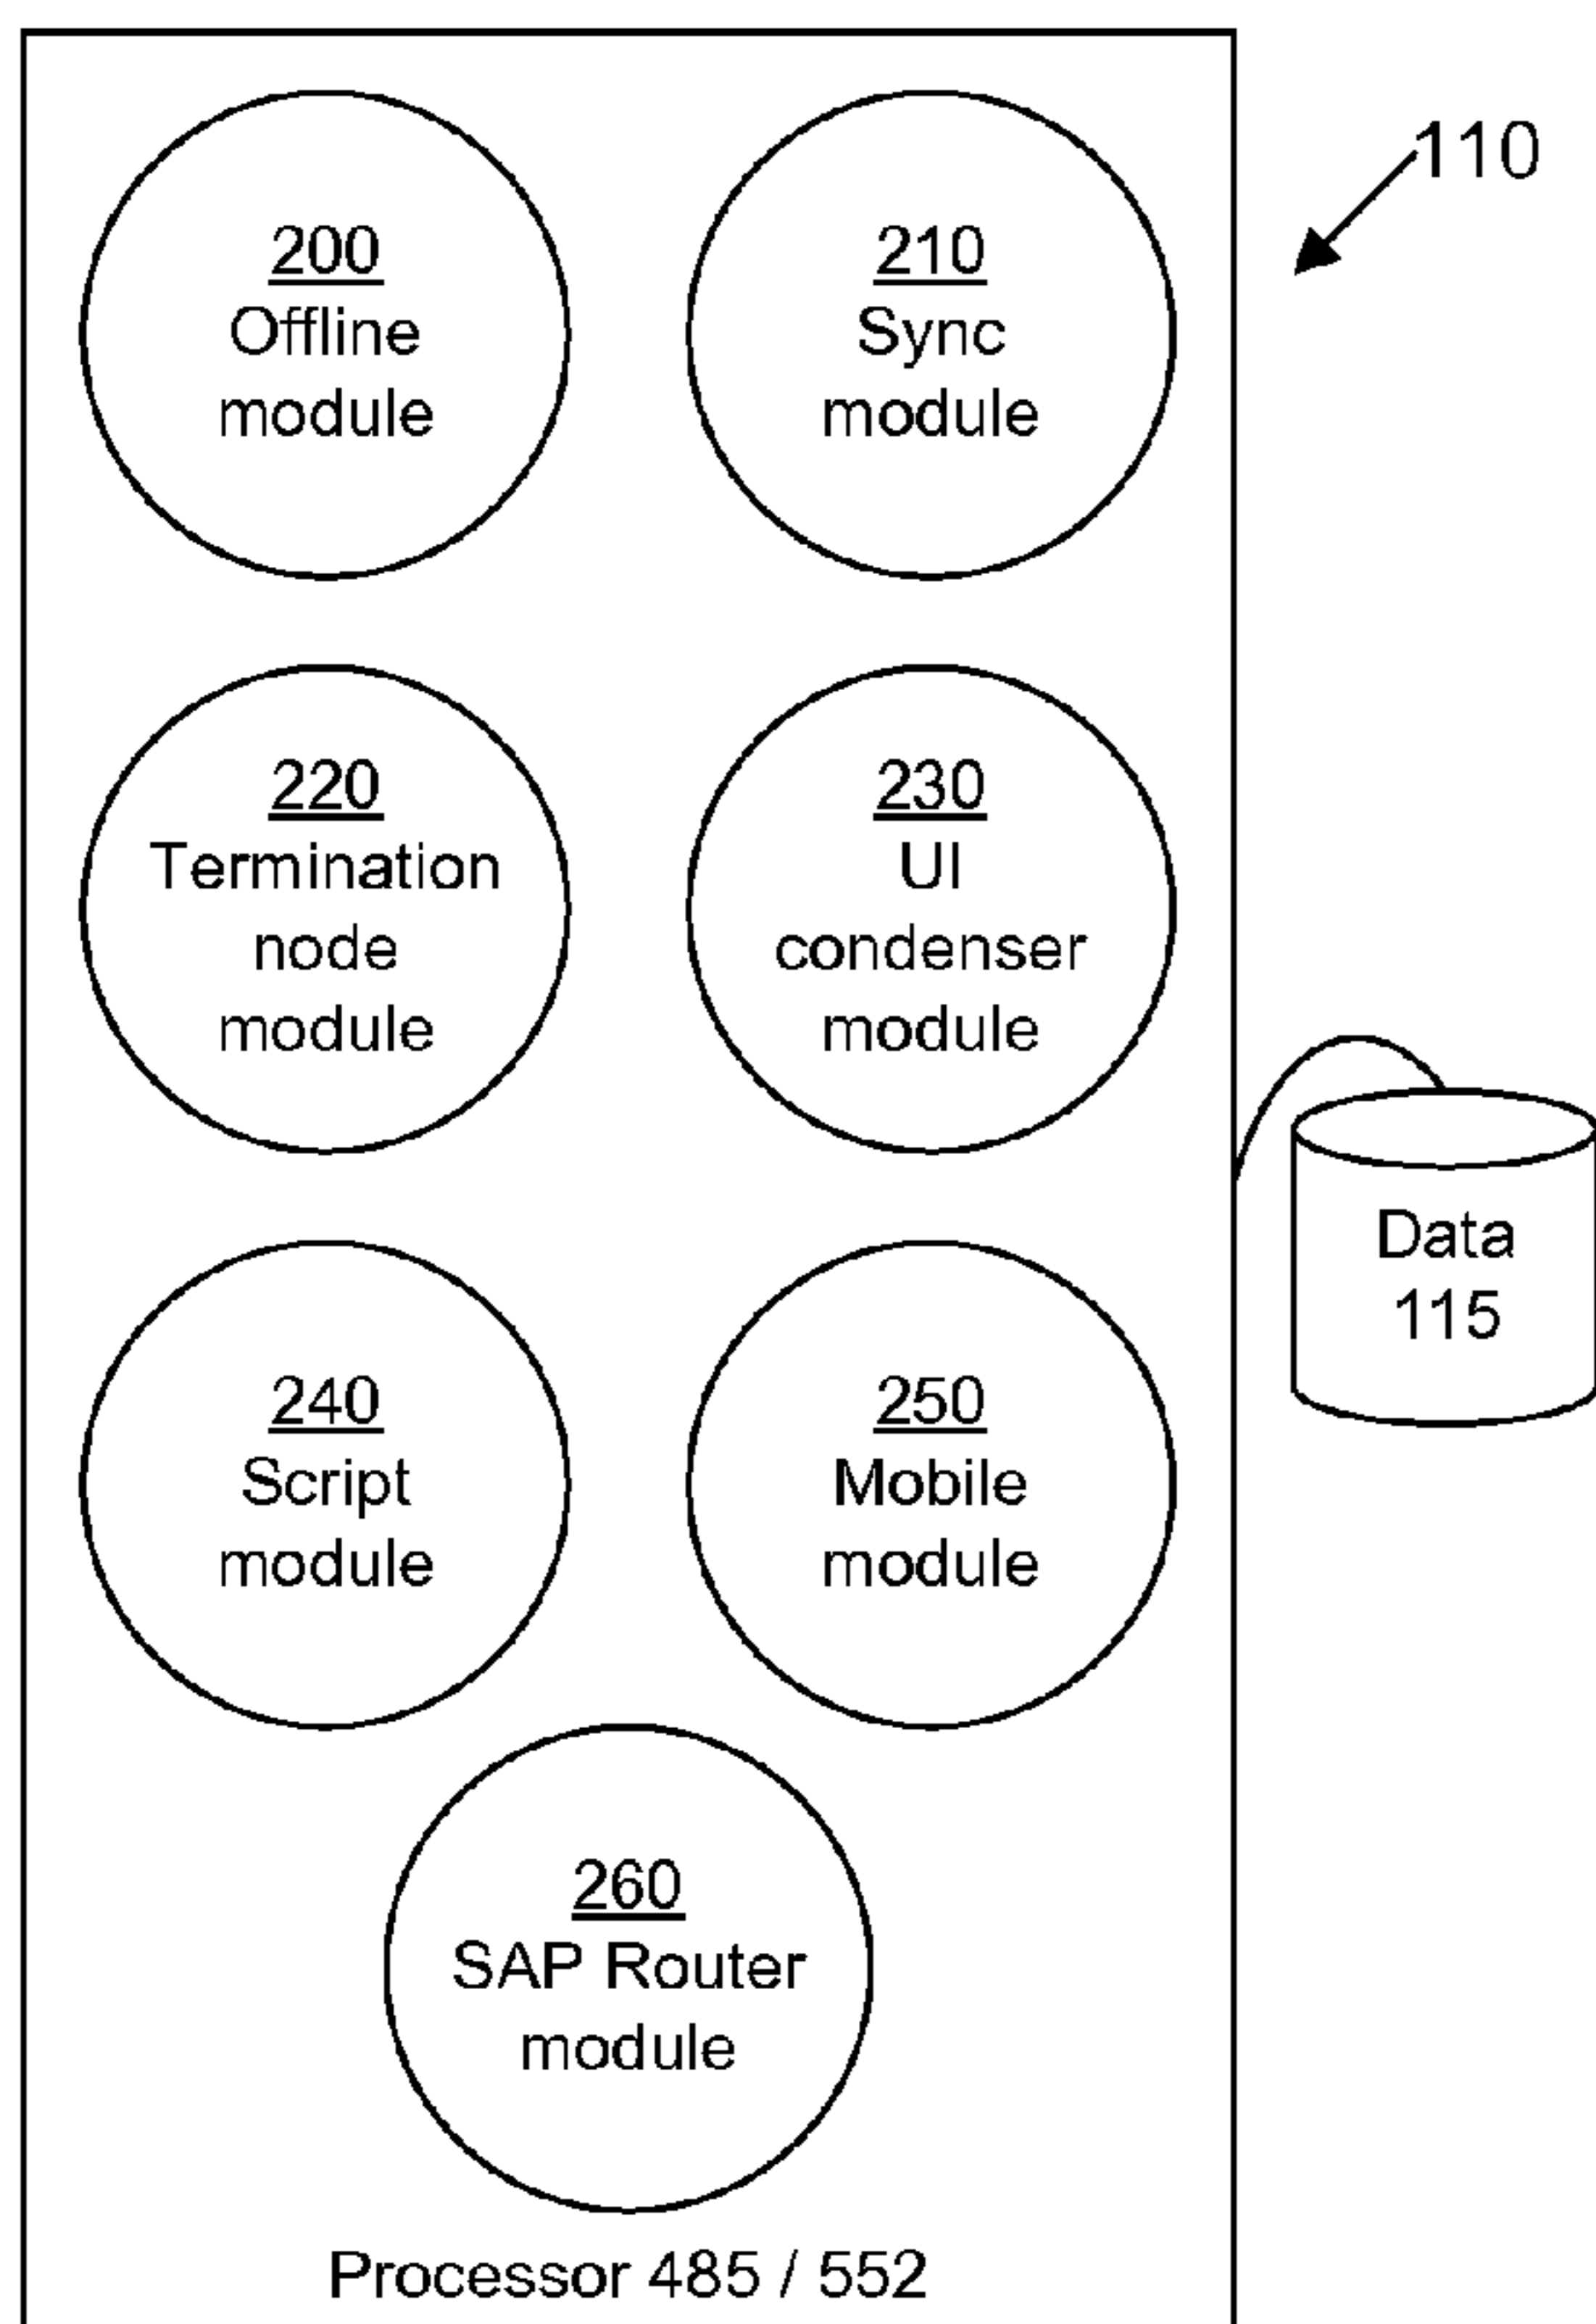 110
200
Offline
module
210
Sync
module
220
Termination
node
module
230
UI
condenser
module
Data
115
240
Script
module
250
Mobile
module
260
SAP Router
module
Processor 485 / 552